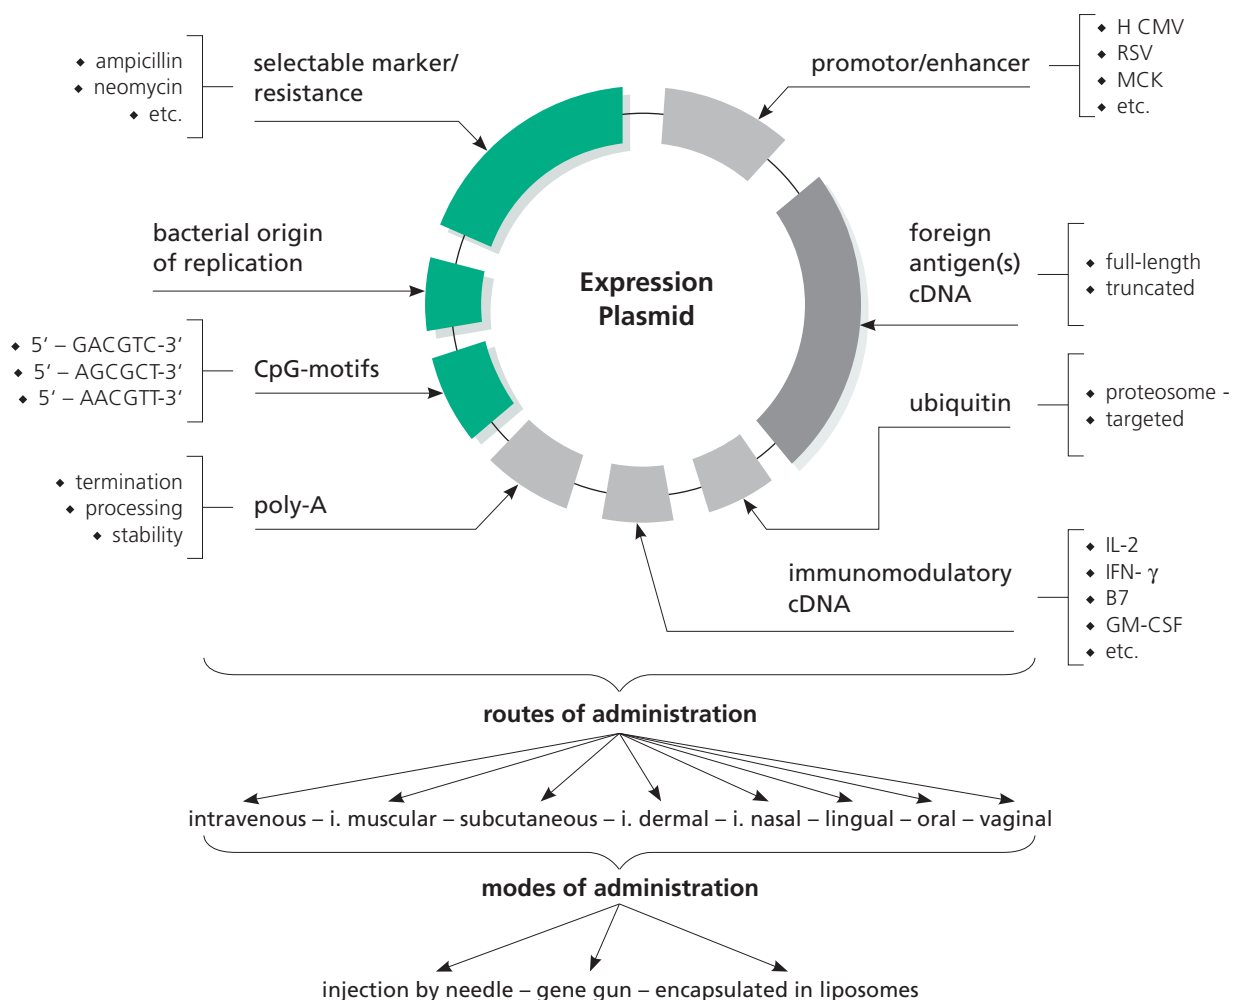 ◆ ampicillin
◆ neomycin
◆ etc.
selectable marker/
resistance
promotor/enhancer
◆ H CMV
◆ RSV
◆ MCK
◆ etc.
bacterial origin
of replication
Expression
Plasmid
foreign
antigen(s)
cDNA
◆ full-length
◆ truncated
◆ 5‘ – GACGTC-3‘
◆ 5‘ – AGCGCT-3‘
◆ 5‘ – AACGTT-3‘
CpG-motifs
ubiquitin
◆ proteosome -
◆ targeted
◆ termination
◆ processing
◆ stability
poly-A
immunomodulatory
cDNA
◆ IL-2
◆ IFN- γ
◆ B7
◆ GM-CSF
◆ etc.
routes of administration
intravenous – i. muscular – subcutaneous – i. dermal – i. nasal – lingual – oral – vaginal
modes of administration
injection by needle – gene gun – encapsulated in liposomes